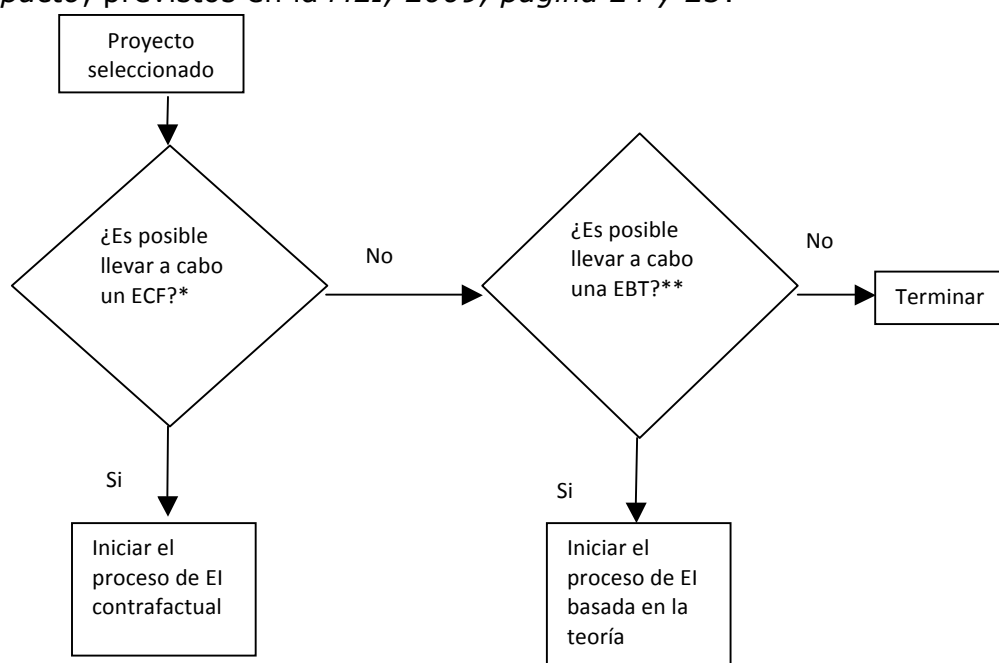 pacto, previstos en la MEI, 2009, página 24 y 25.
Proyecto
seleccionado
¿Es posible
llevar a cabo
un ECF?*
No
¿Es posible
llevar a cabo
una EBT?**
No
Terminar
Si
Si
Iniciar el
proceso de EI
contrafactual
Iniciar el
proceso de EI
basada en la
teoría